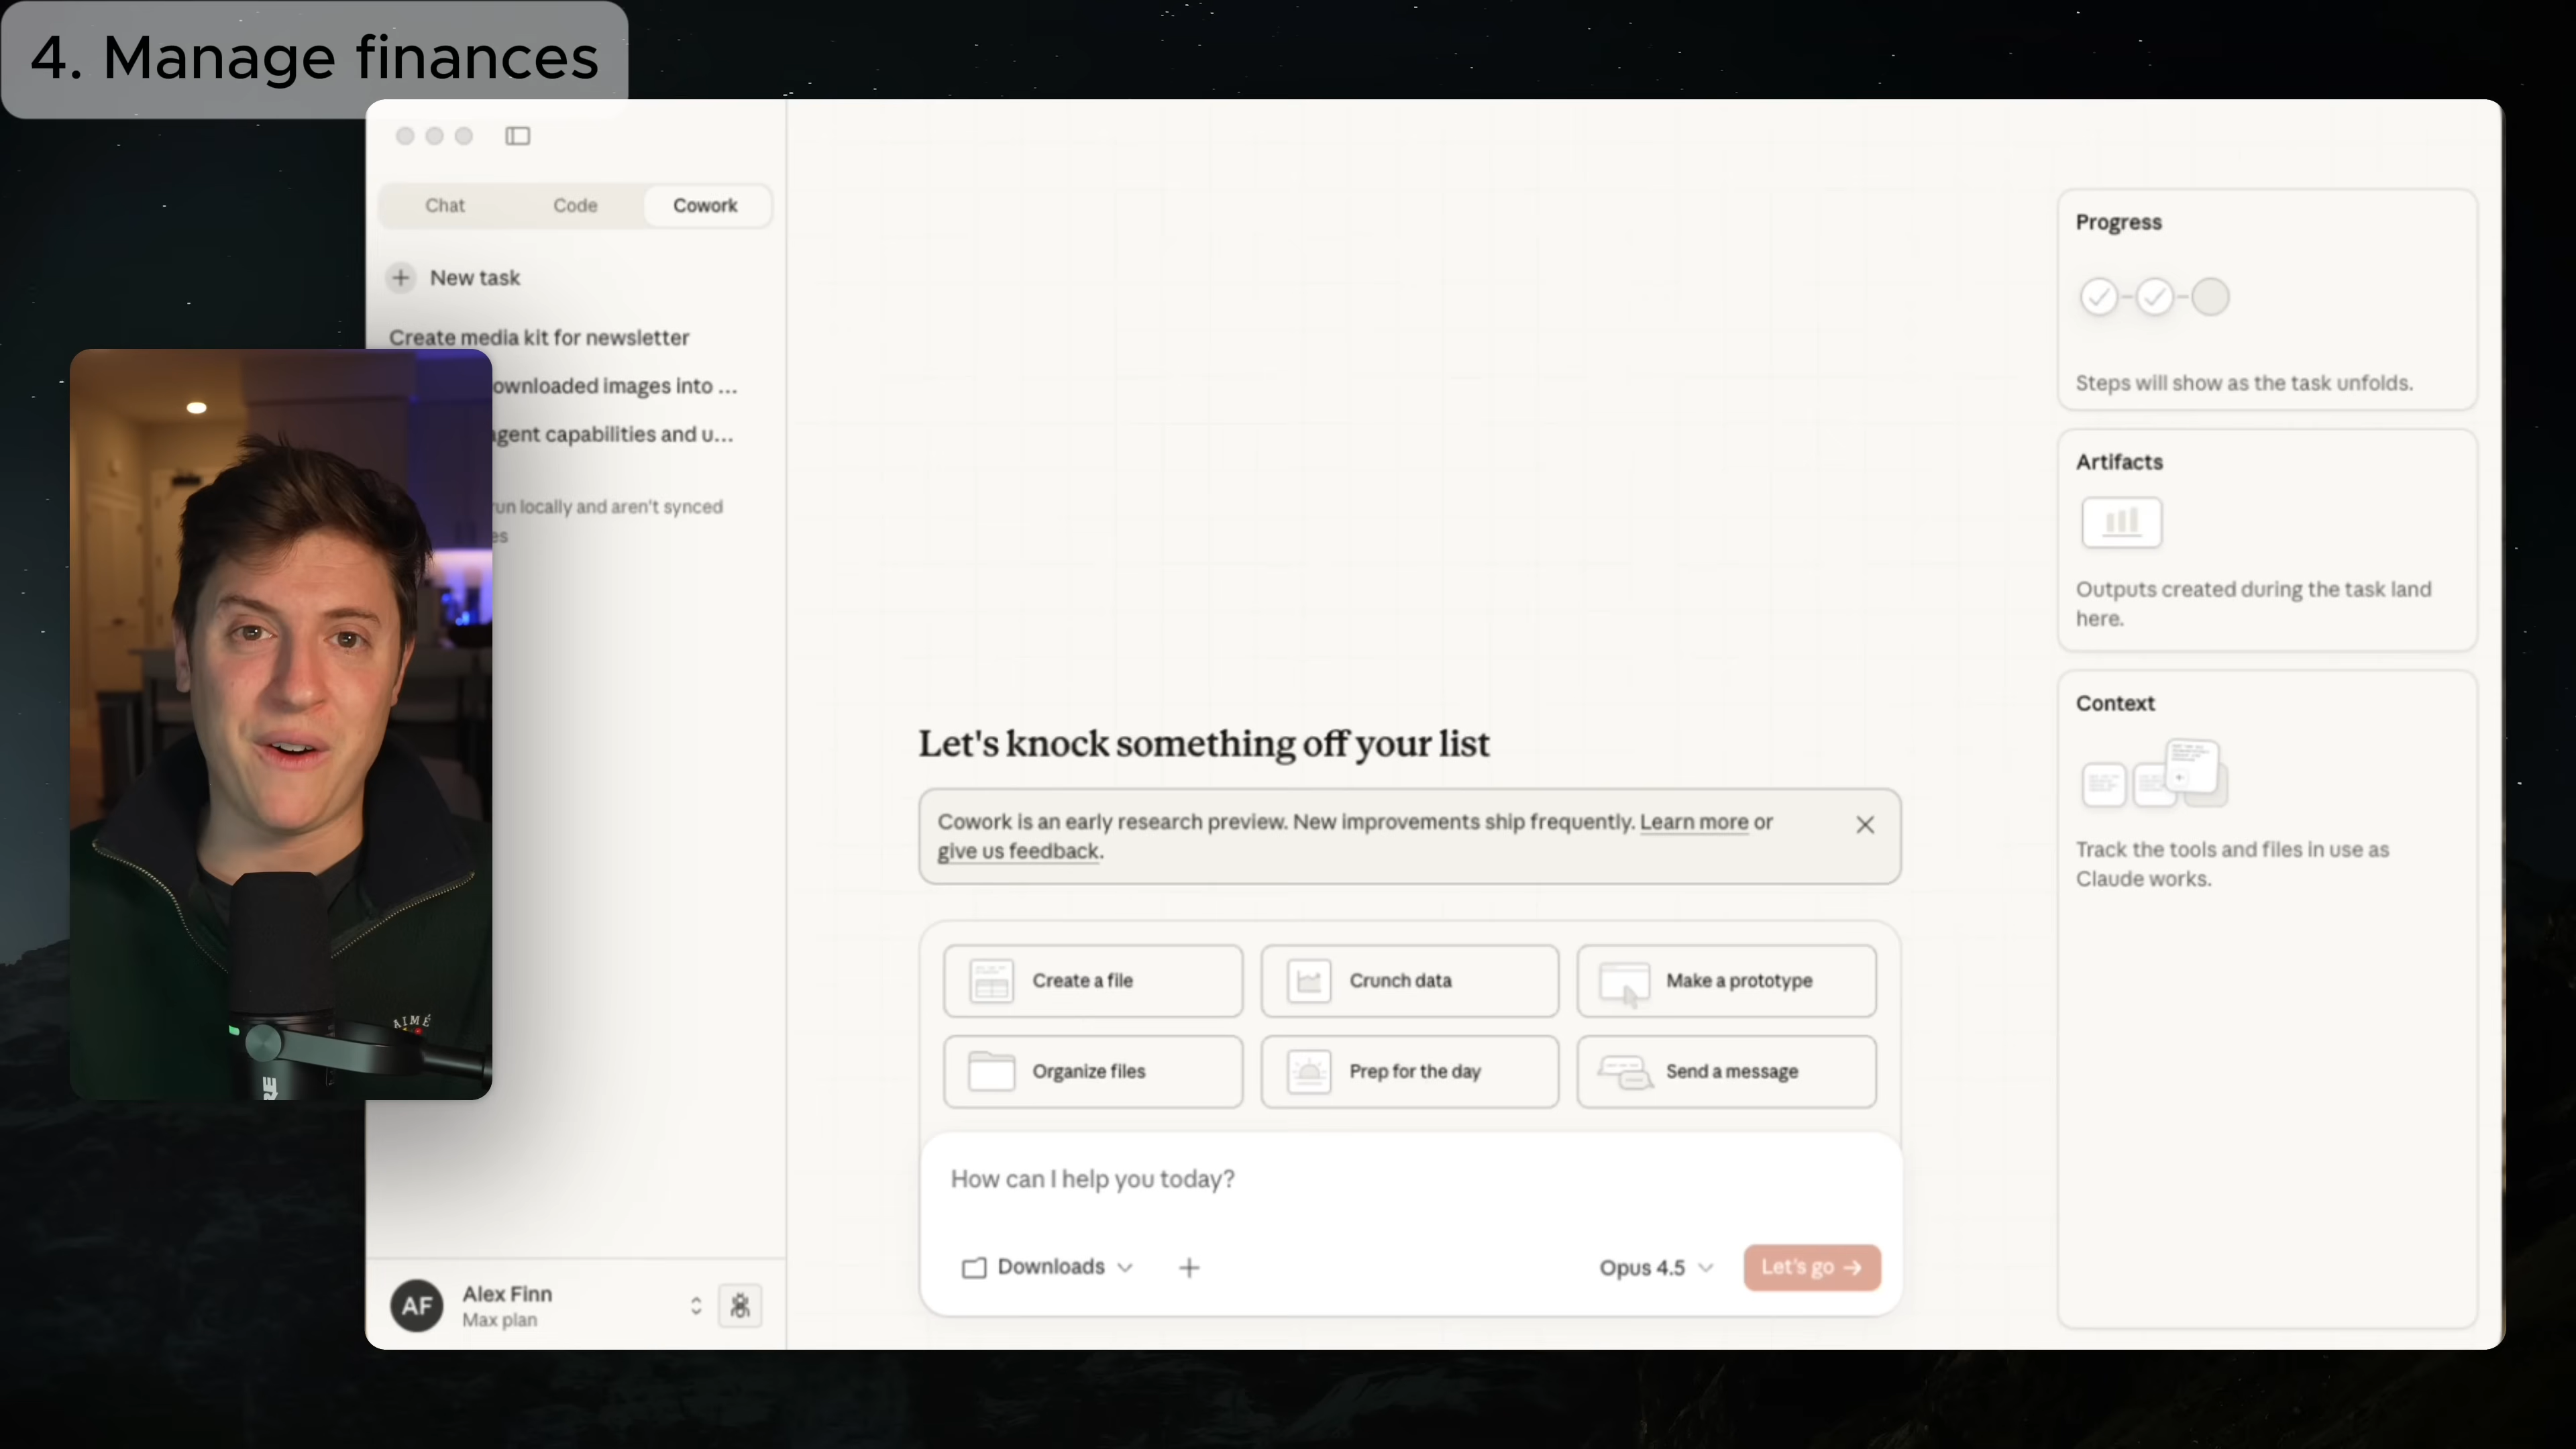 4. Manage finances
Chat
Code
Cowork
New task
Create media kit for newsletter
ownloaded images into ...
gent capabilities and u...
run locally and aren't synced
es
Let's knock something off your list
Cowork is an early research preview. New improvements ship frequently. Learn more or
give us feedback.
Create a file
Crunch data
Make a prototype
Organize files
Prep for the day
Send a message
How can I help you today?
Downloads
Opus 4.5
Let's go →
AF
Alex Finn
Max plan
Progress
Steps will show as the task unfolds.
Artifacts
Outputs created during the task land
here.
Context
Track the tools and files in use as
Claude works.
AIMÉ
RE